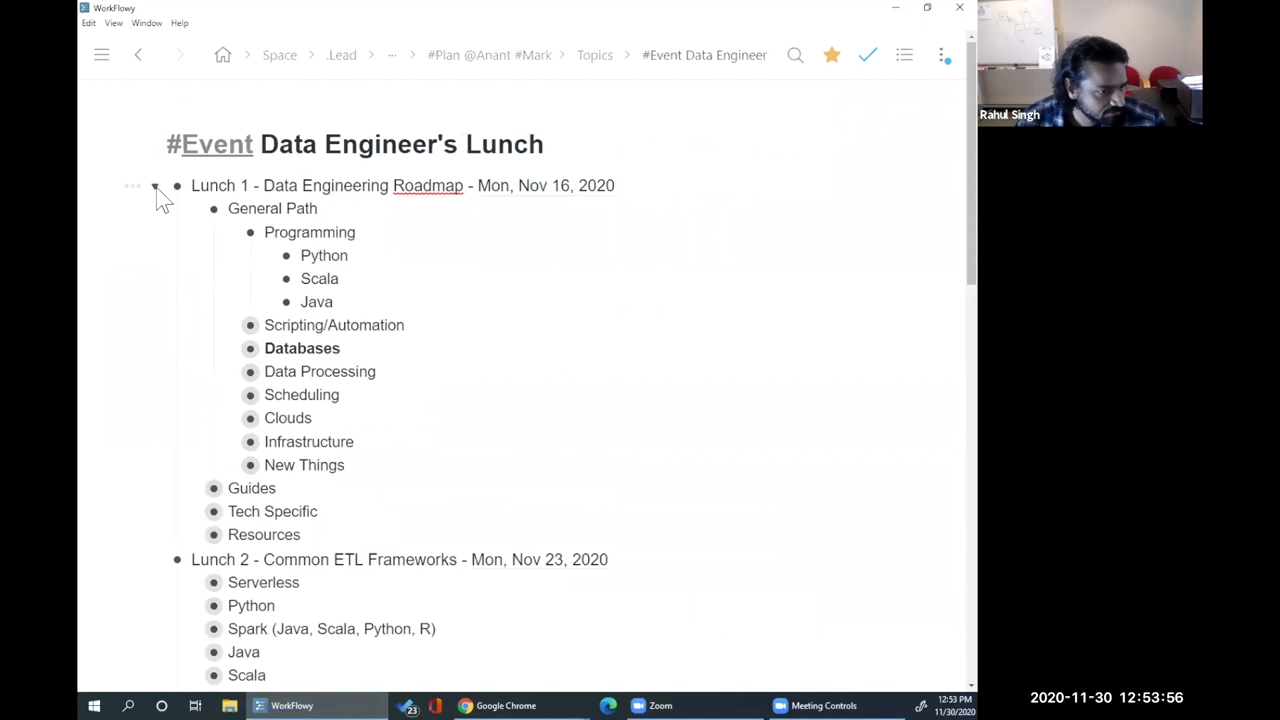 WorkFlowy
Edit View Window Help
Space .Lead ... #Plan @Anant #Mark Topics #Event Data Engineer
#Event Data Engineer's Lunch
Lunch 1 - Data Engineering Roadmap - Mon, Nov 16, 2020
General Path
Programming
Python
Scala
Java
Scripting/Automation
Databases
Data Processing
Scheduling
Clouds
Infrastructure
New Things
Guides
Tech Specific
Resources
Lunch 2 - Common ETL Frameworks - Mon, Nov 23, 2020
Serverless
Python
Spark (Java, Scala, Python, R)
Java
Scala
Rahul Singh
WorkFlowy 23 Google Chrome Zoom Meeting Controls 12:53 PM
11/30/2020
2020-11-30 12:53:56